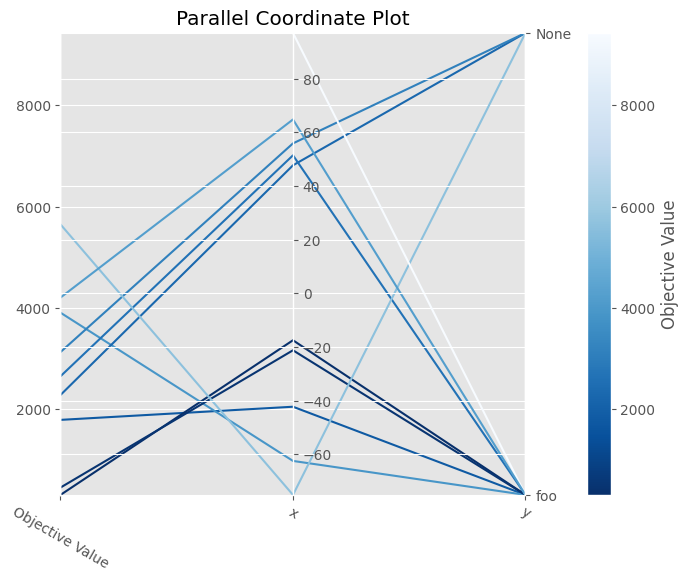 Parallel Coordinate Plot
8000
6000
4000
2000
80
60
40
20
0
−20
−40
−60
None
foo
8000
6000
4000
2000
Objective Value
Objective Value
x
y